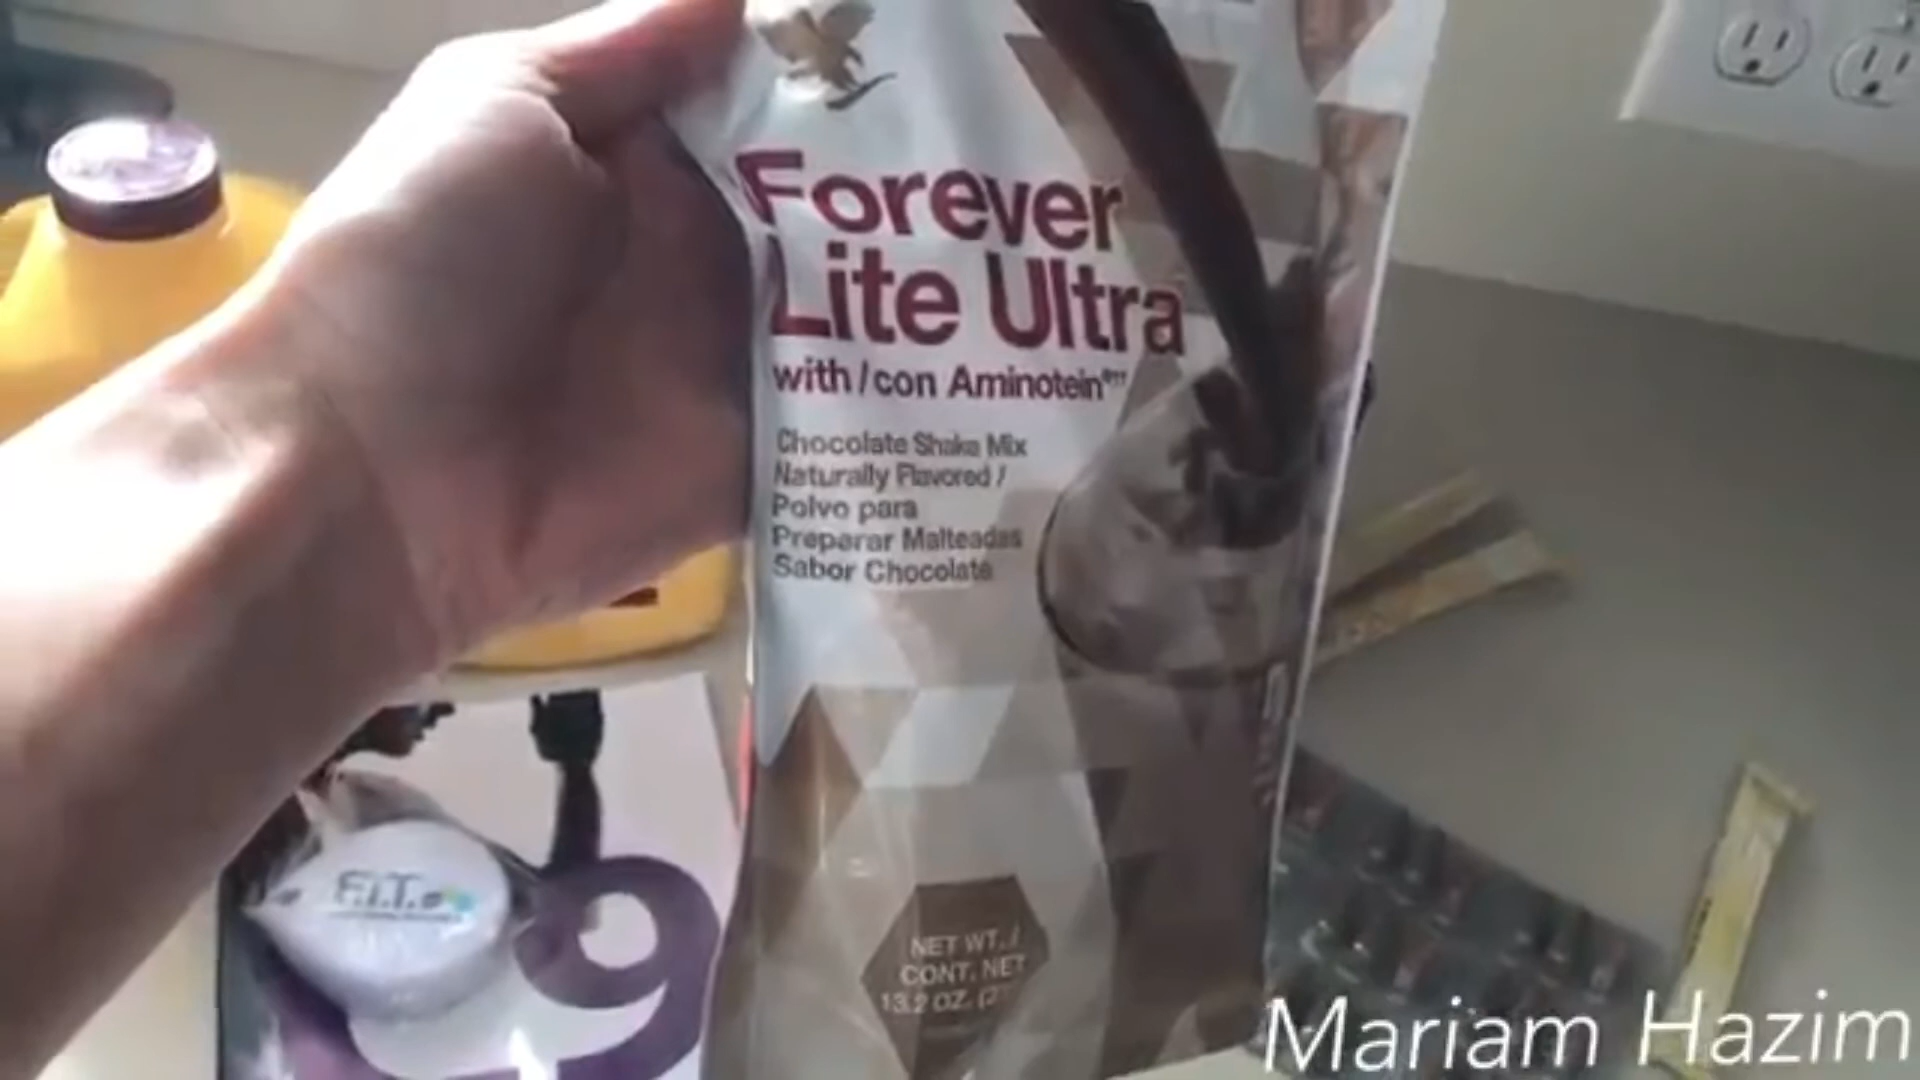 Forever
Lite Ultra
with / con Aminotein®††
Chocolate Shake Mix
Naturally Flavored /
Polvo para
Preparar Malteadas
Sabor Chocolate
NET WT. /
CONT. NET
13.2 OZ.
F.I.T.
9
Mariam Hazim